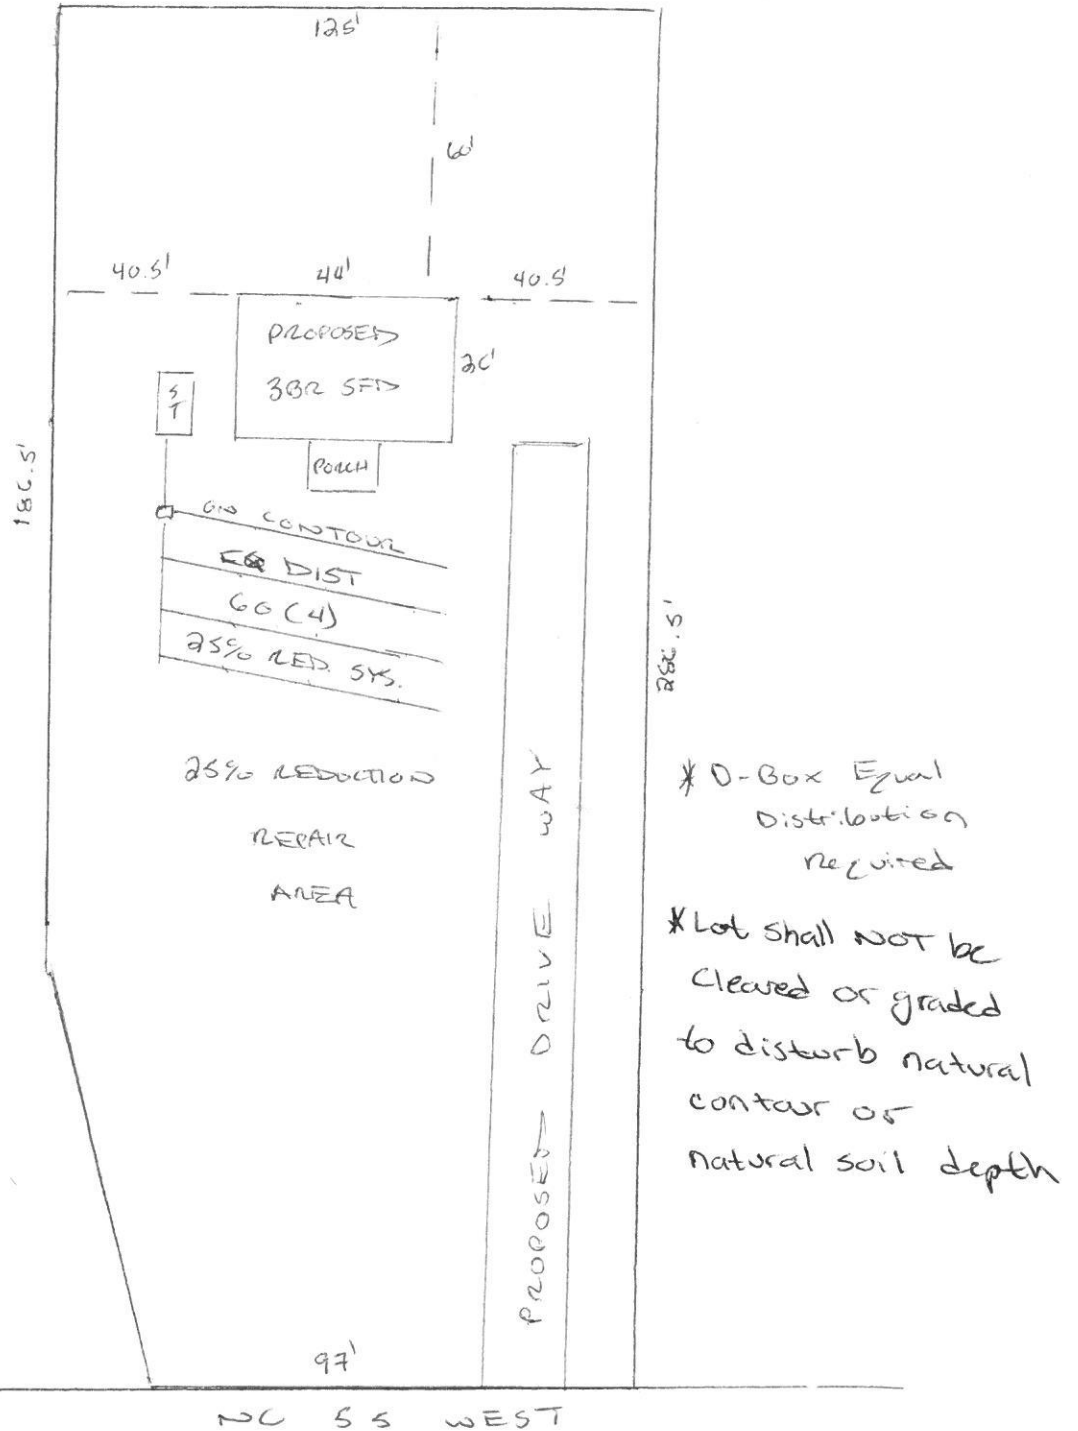 125'
60'
40.5'
44'
40.5'
PROPOSED
3BR SFD
S
T
PORCH
186.5'
ON CONTOUR
EQ DIST
60 (4)
25% RED. SYS.
25% REDUCTION
REPAIR
AREA
PROPOSED DRIVE WAY
* D-Box Equal
Distribution
Required
* Lot shall NOT be
Cleared or graded
to disturb natural
contour or
natural soil depth
97'
NC 55 WEST